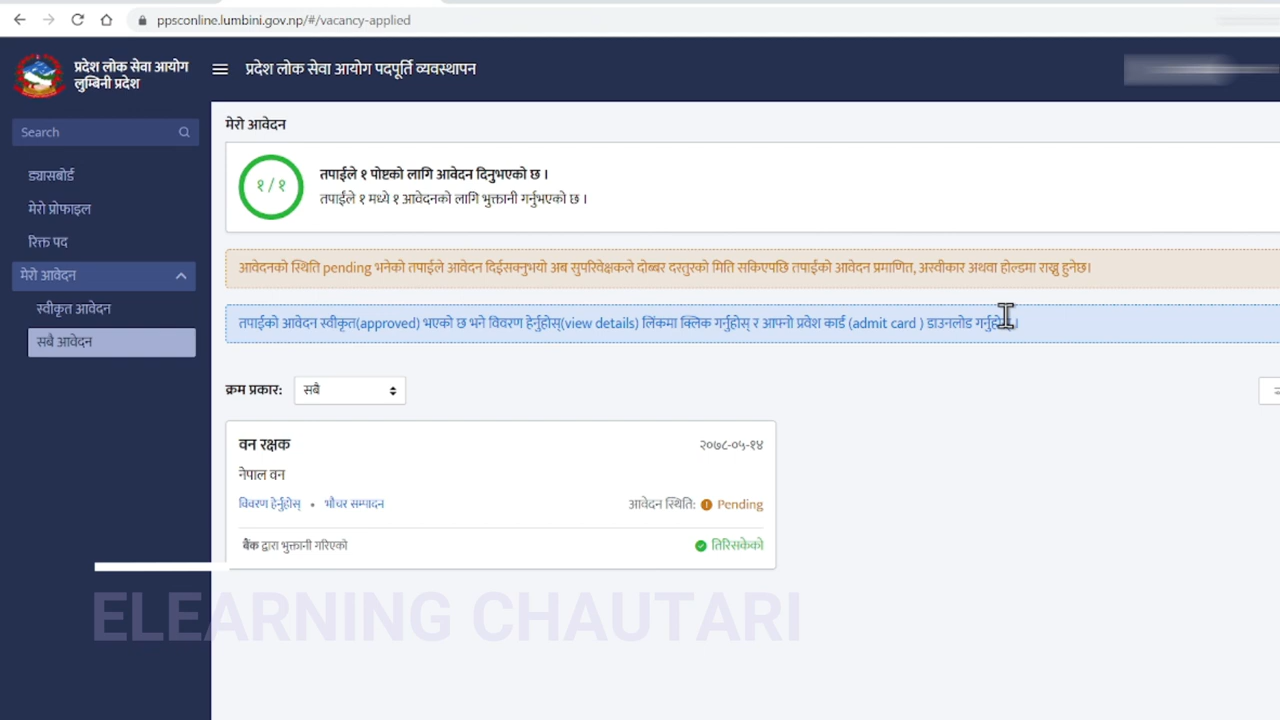 ppsconline.lumbini.gov.np/#/vacancy-applied
प्रदेश लोक सेवा आयोग
लुम्बिनी प्रदेश
प्रदेश लोक सेवा आयोग पदपूर्ति व्यवस्थापन
Search
ड्यासबोर्ड
मेरो प्रोफाइल
रिक्त पद
मेरो आवेदन
स्वीकृत आवेदन
सबै आवेदन
मेरो आवेदन
१ / १
तपाईंले १ पोष्टको लागि आवेदन दिनुभएको छ ।
तपाईंले १ मध्ये १ आवेदनको लागि भुक्तानी गर्नुभएको छ ।
आवेदनको स्थिति pending भनेको तपाईले आवेदन दिईसक्नुभयो अब सुपरिवेक्षकले दोब्बर दस्तुरको मिति सकिएपछि तपाईको आवेदन प्रमाणित, अस्वीकार अथवा होल्डमा राख्नु हुनेछ।
तपाईको आवेदन स्वीकृत(approved) भएको छ भने विवरण हेर्नुहोस्(view details) लिंकमा क्लिक गर्नुहोस् र आफ्नो प्रवेश कार्ड (admit card ) डाउनलोड गर्नुहोस् ।
क्रम प्रकार:
सबै
वन रक्षक
२०७८-०५-१४
नेपाल वन
विवरण हेर्नुहोस् • भौचर सम्पादन
आवेदन स्थिति: Pending
बैंक द्वारा भुक्तानी गरिएको
तिरिसकेको
ELEARNING CHAUTARI